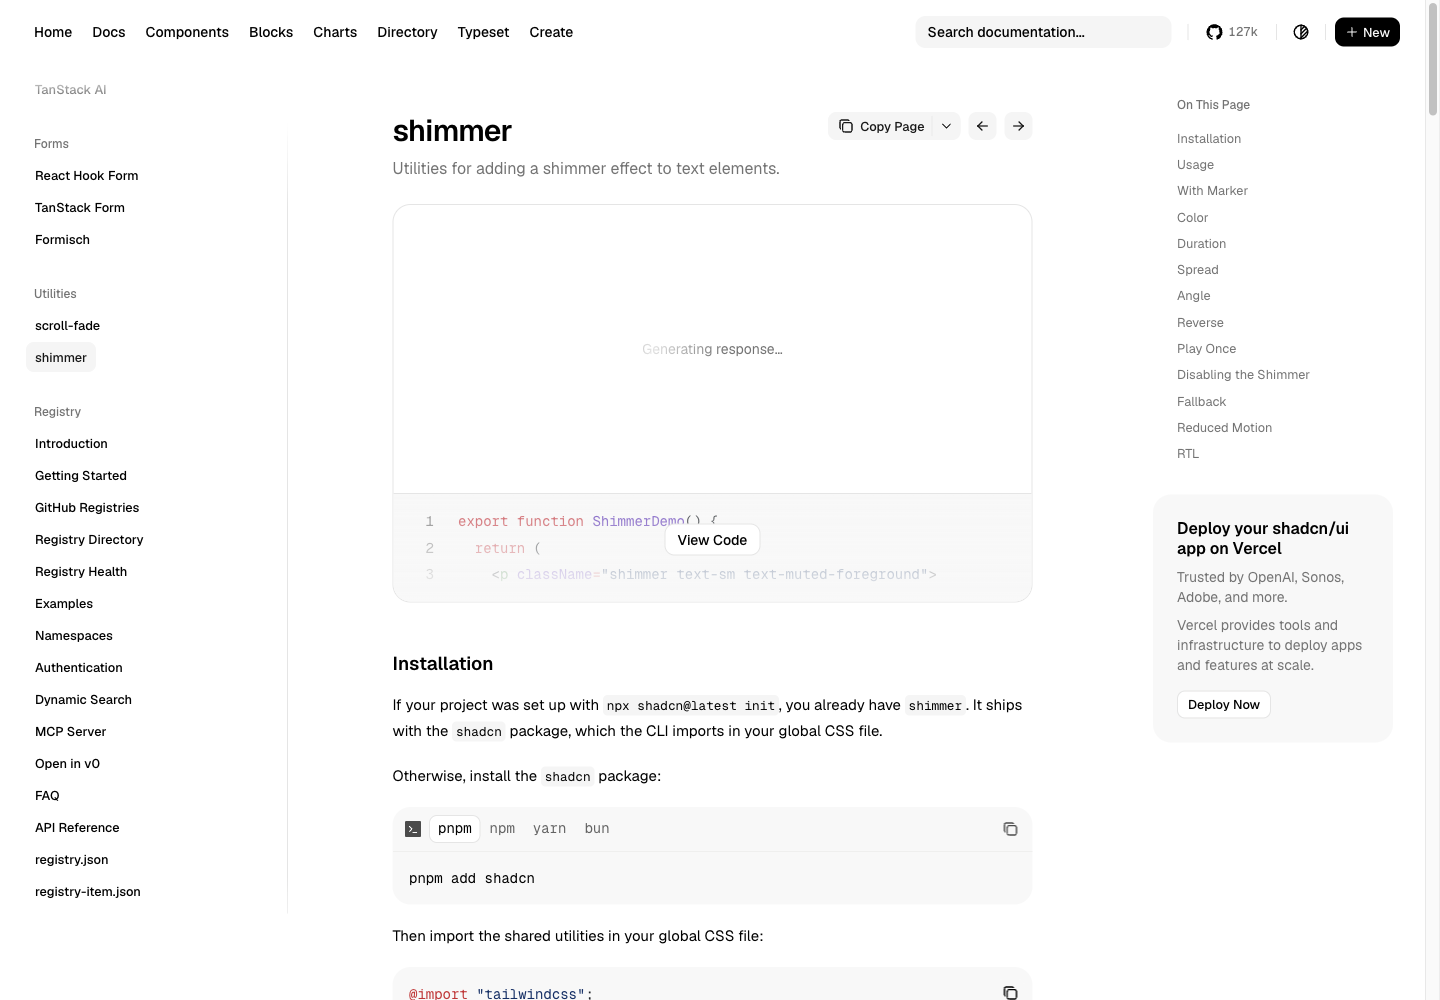 Home Docs Components Blocks Charts Directory Typeset Create
Search documentation...
127k
New
TanStack AI
Forms
React Hook Form
TanStack Form
Formisch
Utilities
scroll-fade
shimmer
Registry
Introduction
Getting Started
GitHub Registries
Registry Directory
Registry Health
Examples
Namespaces
Authentication
Dynamic Search
MCP Server
Open in v0
FAQ
API Reference
registry.json
registry-item.json
shimmer
Copy Page
Utilities for adding a shimmer effect to text elements.
Generating response...
1 export function ShimmerDemo() {
2 return (
3 <p className="shimmer text-sm text-muted-foreground">
View Code
Installation
If your project was set up with npx shadcn@latest init, you already have shimmer. It ships
with the shadcn package, which the CLI imports in your global CSS file.
Otherwise, install the shadcn package:
pnpm npm yarn bun
pnpm add shadcn
Then import the shared utilities in your global CSS file:
@import "tailwindcss";
On This Page
Installation
Usage
With Marker
Color
Duration
Spread
Angle
Reverse
Play Once
Disabling the Shimmer
Fallback
Reduced Motion
RTL
Deploy your shadcn/ui
app on Vercel
Trusted by OpenAI, Sonos,
Adobe, and more.
Vercel provides tools and
infrastructure to deploy apps
and features at scale.
Deploy Now